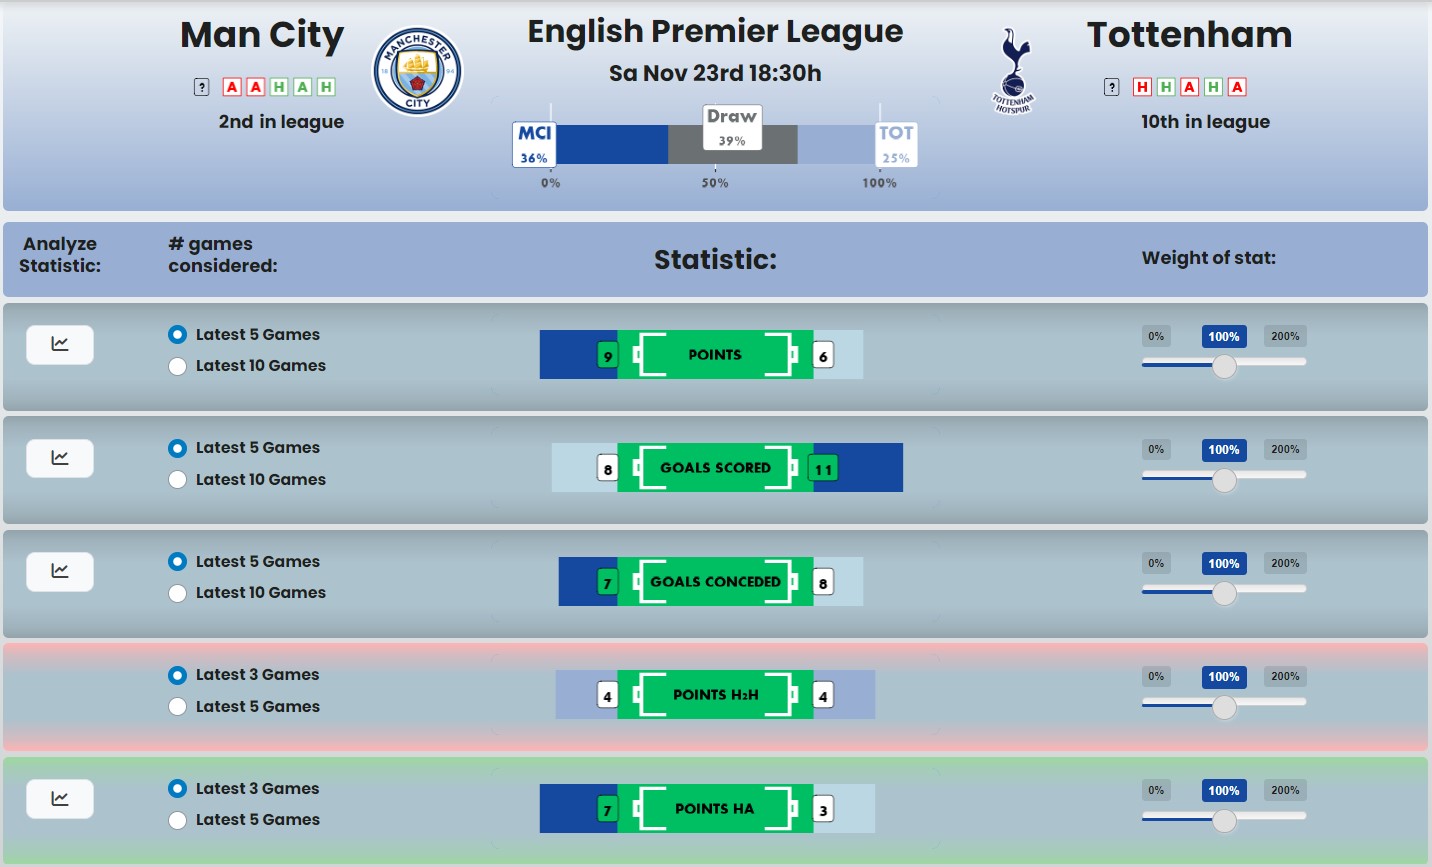 Man City
English Premier League
Tottenham
Sa Nov 23rd 18:30h
? A A H A H
? H H A H A
MANCHESTER
18 94
CITY
TOTTENHAM
HOTSPUR
2nd in league
10th in league
MCI
36%
Draw
39%
TOT
25%
0% 50% 100%
Analyze
Statistic:
# games
considered:
Statistic:
Weight of stat:
Latest 5 Games
Latest 10 Games
9 POINTS 6
0% 100% 200%
Latest 5 Games
Latest 10 Games
8 GOALS SCORED 11
0% 100% 200%
Latest 5 Games
Latest 10 Games
7 GOALS CONCEDED 8
0% 100% 200%
Latest 3 Games
Latest 5 Games
4 POINTS H2H 4
0% 100% 200%
Latest 3 Games
Latest 5 Games
7 POINTS HA 3
0% 100% 200%